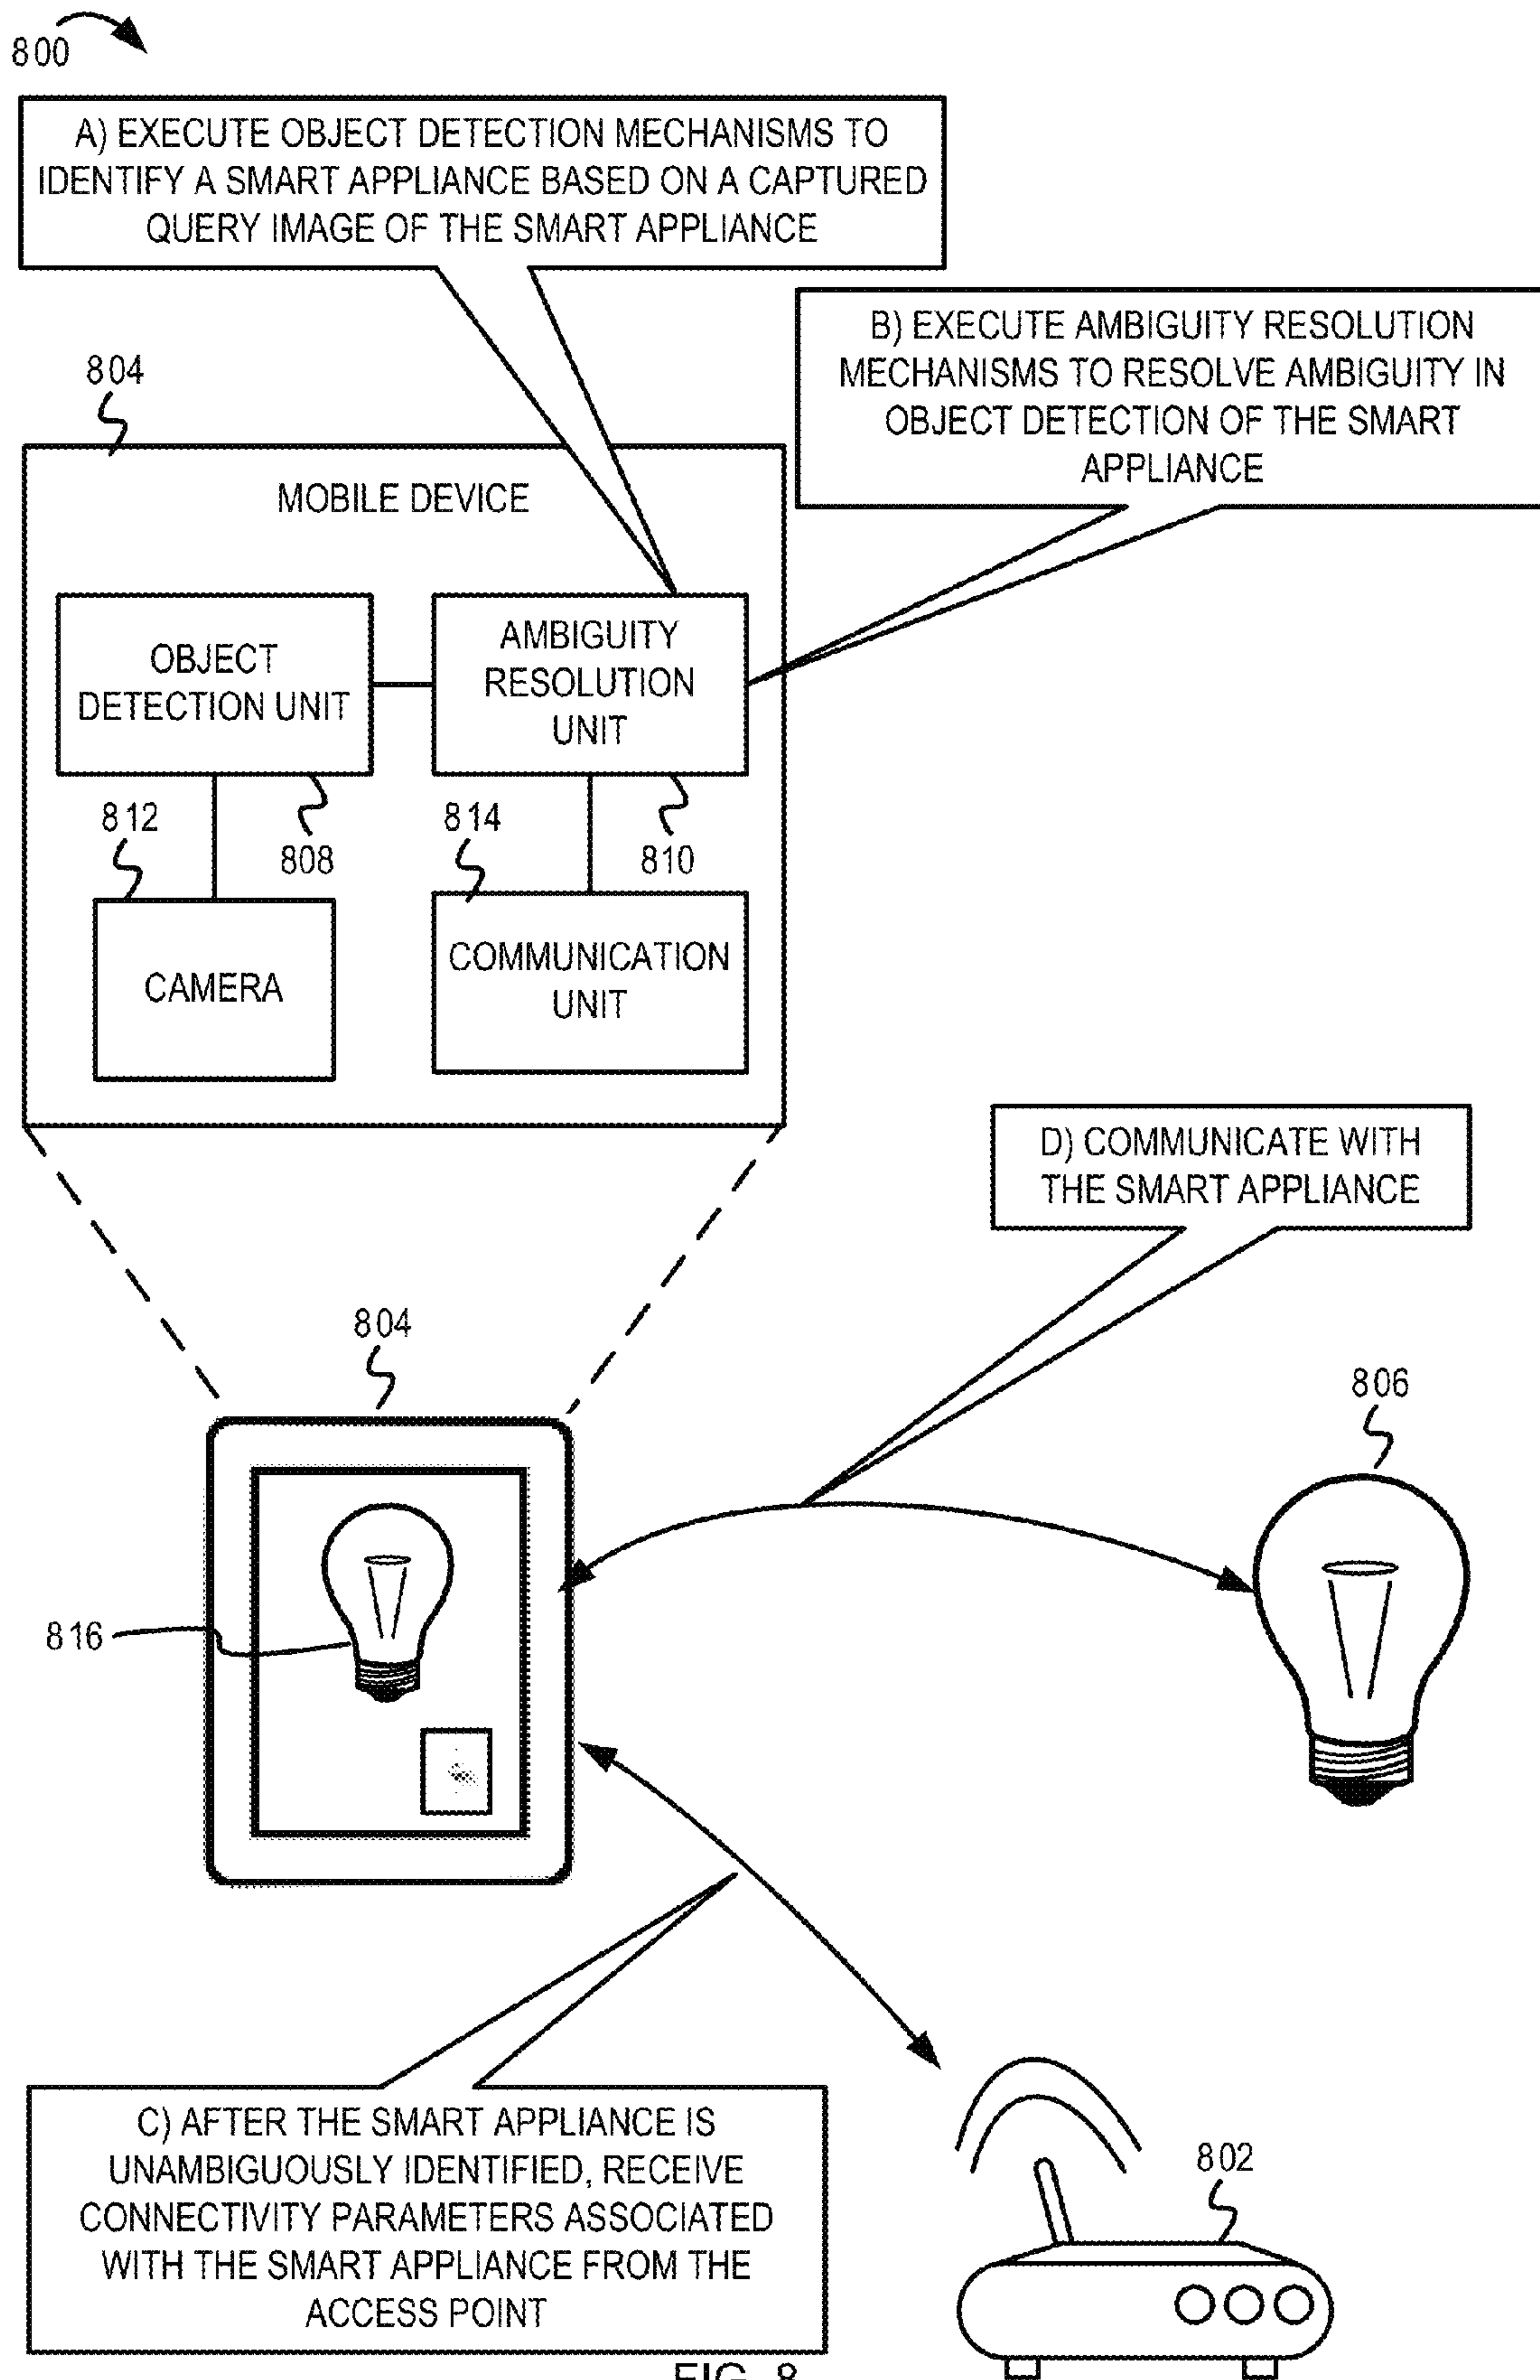 800
A) EXECUTE OBJECT DETECTION MECHANISMS TO
IDENTIFY A SMART APPLIANCE BASED ON A CAPTURED
QUERY IMAGE OF THE SMART APPLIANCE
B) EXECUTE AMBIGUITY RESOLUTION
MECHANISMS TO RESOLVE AMBIGUITY IN
OBJECT DETECTION OF THE SMART
APPLIANCE
804
MOBILE DEVICE
OBJECT
DETECTION UNIT
AMBIGUITY
RESOLUTION
UNIT
812
808
814
810
CAMERA
COMMUNICATION
UNIT
D) COMMUNICATE WITH
THE SMART APPLIANCE
804
806
816
C) AFTER THE SMART APPLIANCE IS
UNAMBIGUOUSLY IDENTIFIED, RECEIVE
CONNECTIVITY PARAMETERS ASSOCIATED
WITH THE SMART APPLIANCE FROM THE
ACCESS POINT
802
FIG. 8